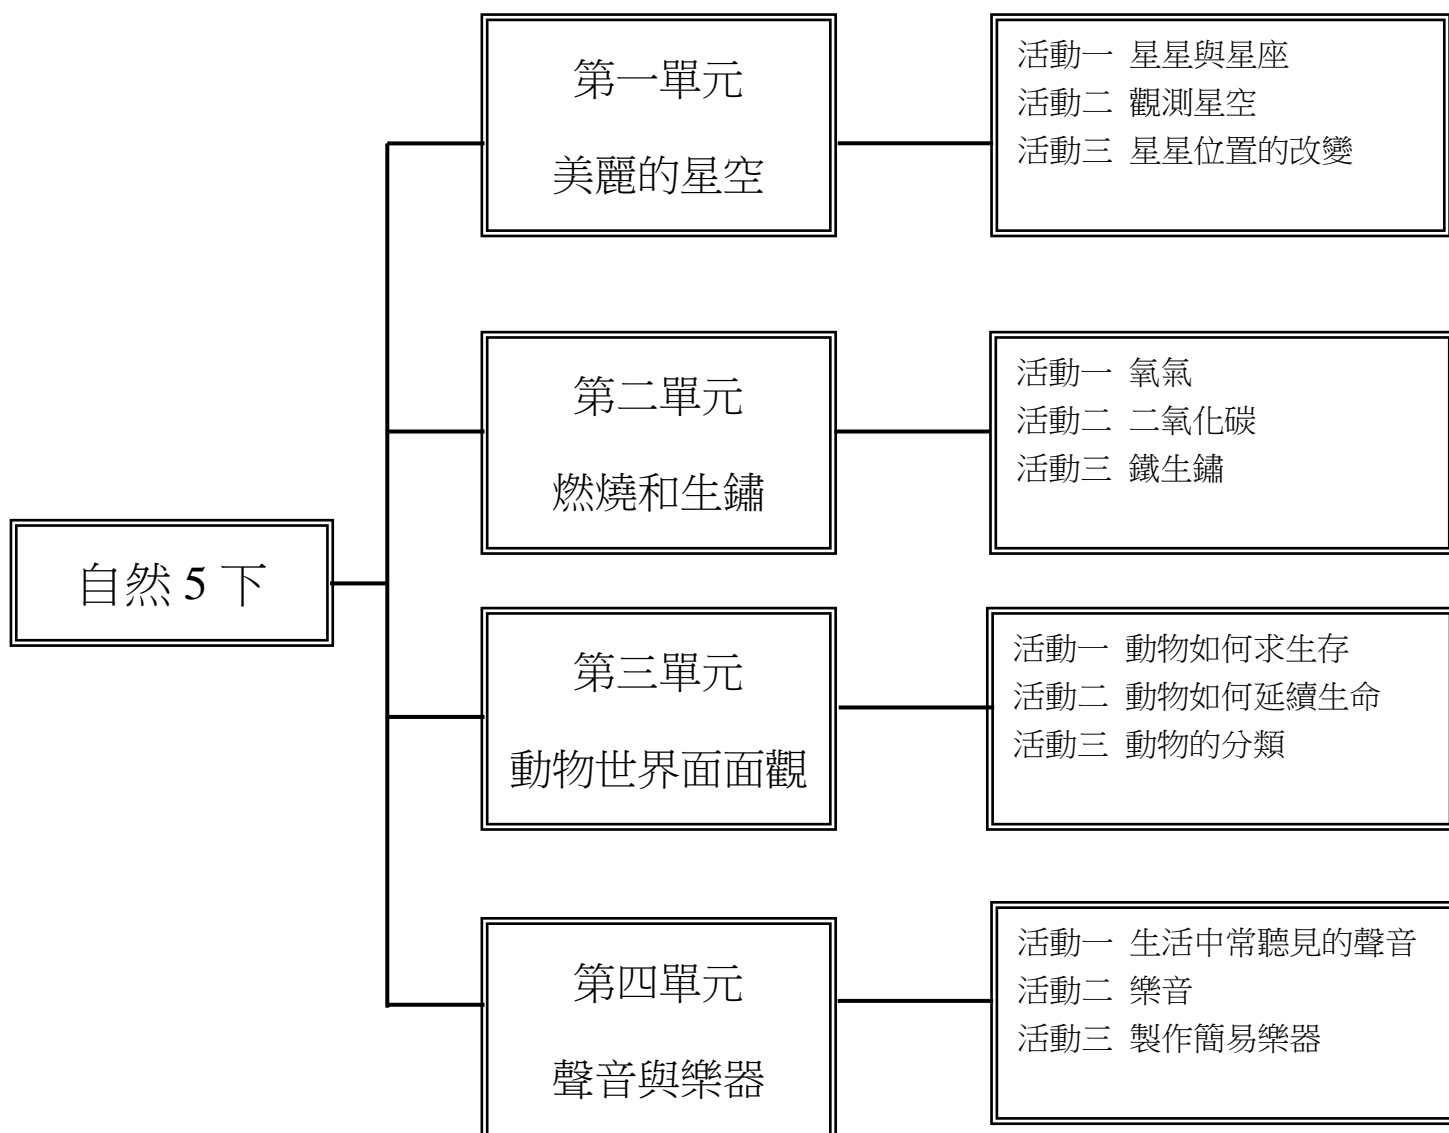 第一單元
美麗的星空
活動一 星星與星座
活動二 觀測星空
活動三 星星位置的改變
第二單元
燃燒和生鏽
活動一 氧氣
活動二 二氧化碳
活動三 鐵生鏽
自然 5 下
第三單元
動物世界面面觀
活動一 動物如何求生存
活動二 動物如何延續生命
活動三 動物的分類
第四單元
聲音與樂器
活動一 生活中常聽見的聲音
活動二 樂音
活動三 製作簡易樂器